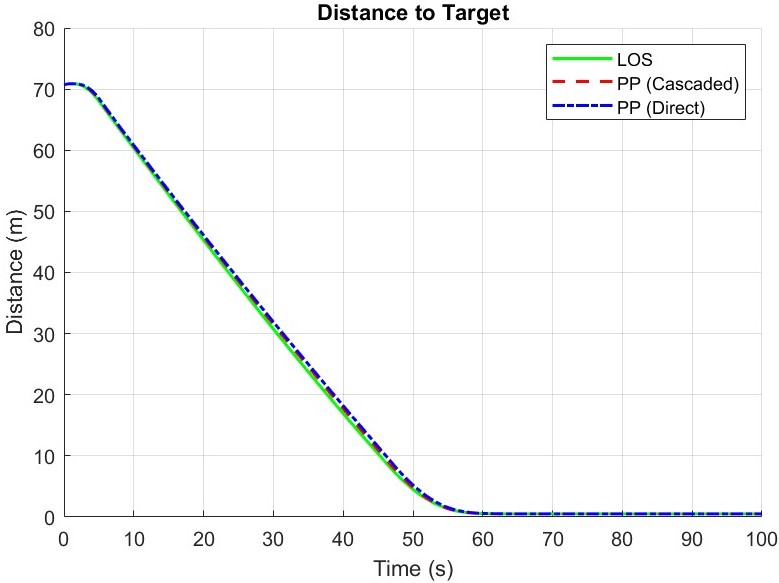 Distance to Target
LOS
PP (Cascaded)
PP (Direct)
80
70
60
50
40
30
20
10
0
Distance (m)
0 10 20 30 40 50 60 70 80 90 100
Time (s)